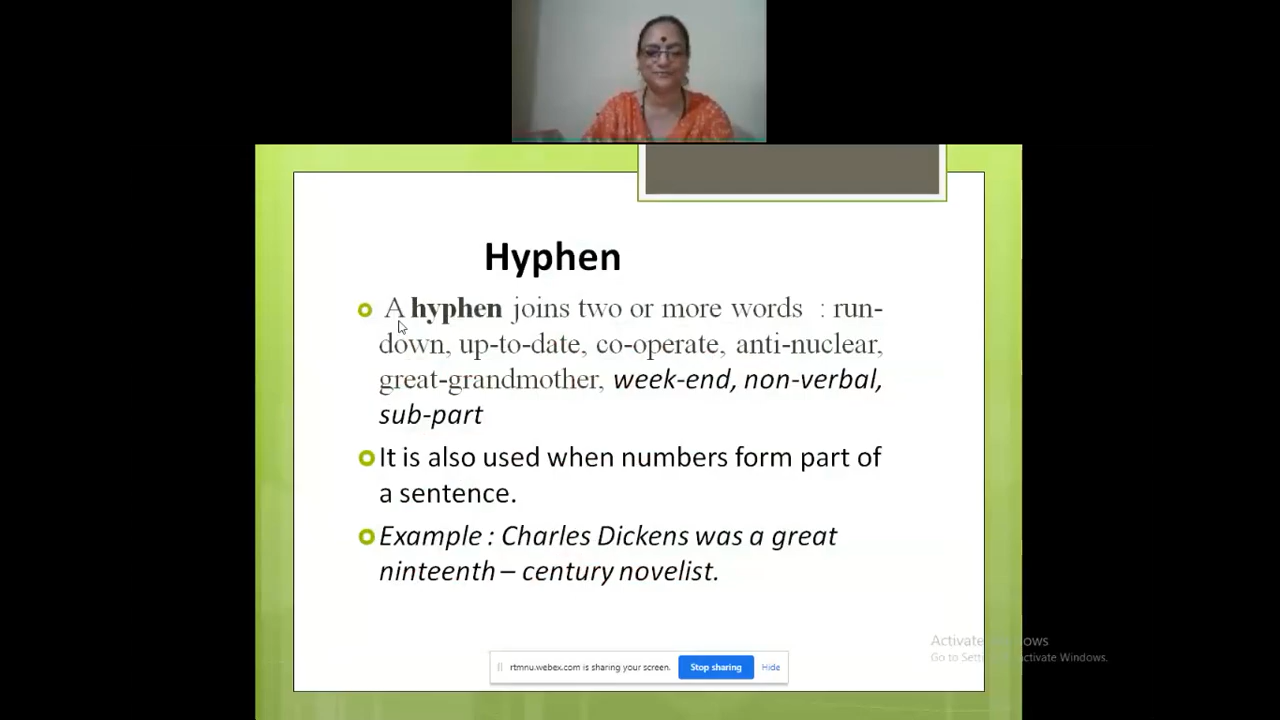 Hyphen
A hyphen joins two or more words : run-
down, up-to-date, co-operate, anti-nuclear,
great-grandmother, week-end, non-verbal,
sub-part
It is also used when numbers form part of
a sentence.
Example : Charles Dickens was a great
ninteenth – century novelist.
Activate Windows
Go to Settings to activate Windows.
rtmnu.webex.com is sharing your screen. Stop sharing Hide